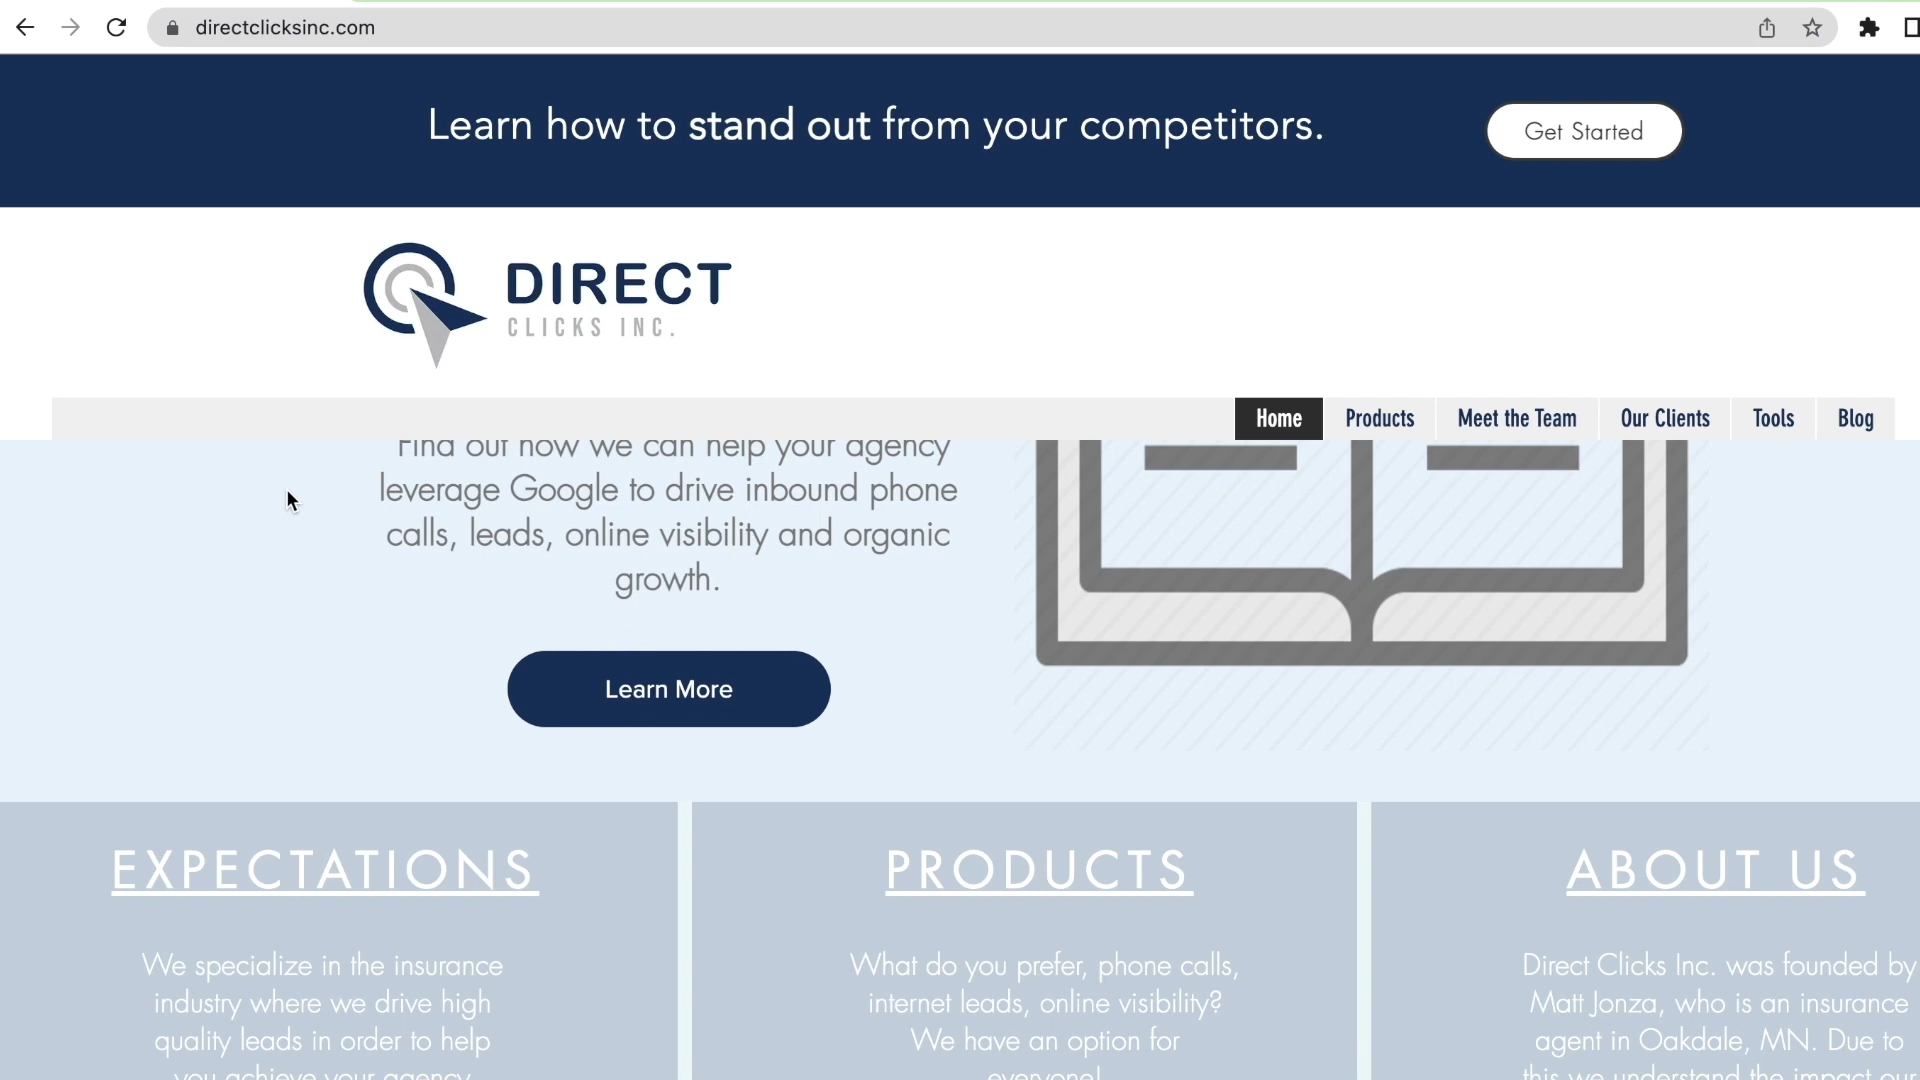 directclicksinc.com
Learn how to stand out from your competitors.
Get Started
DIRECT
CLICKS INC.
Home
Products
Meet the Team
Our Clients
Tools
Blog
Find out how we can help your agency
leverage Google to drive inbound phone
calls, leads, online visibility and organic
growth.
Learn More
EXPECTATIONS
We specialize in the insurance
industry where we drive high
quality leads in order to help
you achieve your agency
PRODUCTS
What do you prefer, phone calls,
internet leads, online visibility?
We have an option for
everyone!
ABOUT US
Direct Clicks Inc. was founded by
Matt Jonza, who is an insurance
agent in Oakdale, MN. Due to
this we understand the impact our